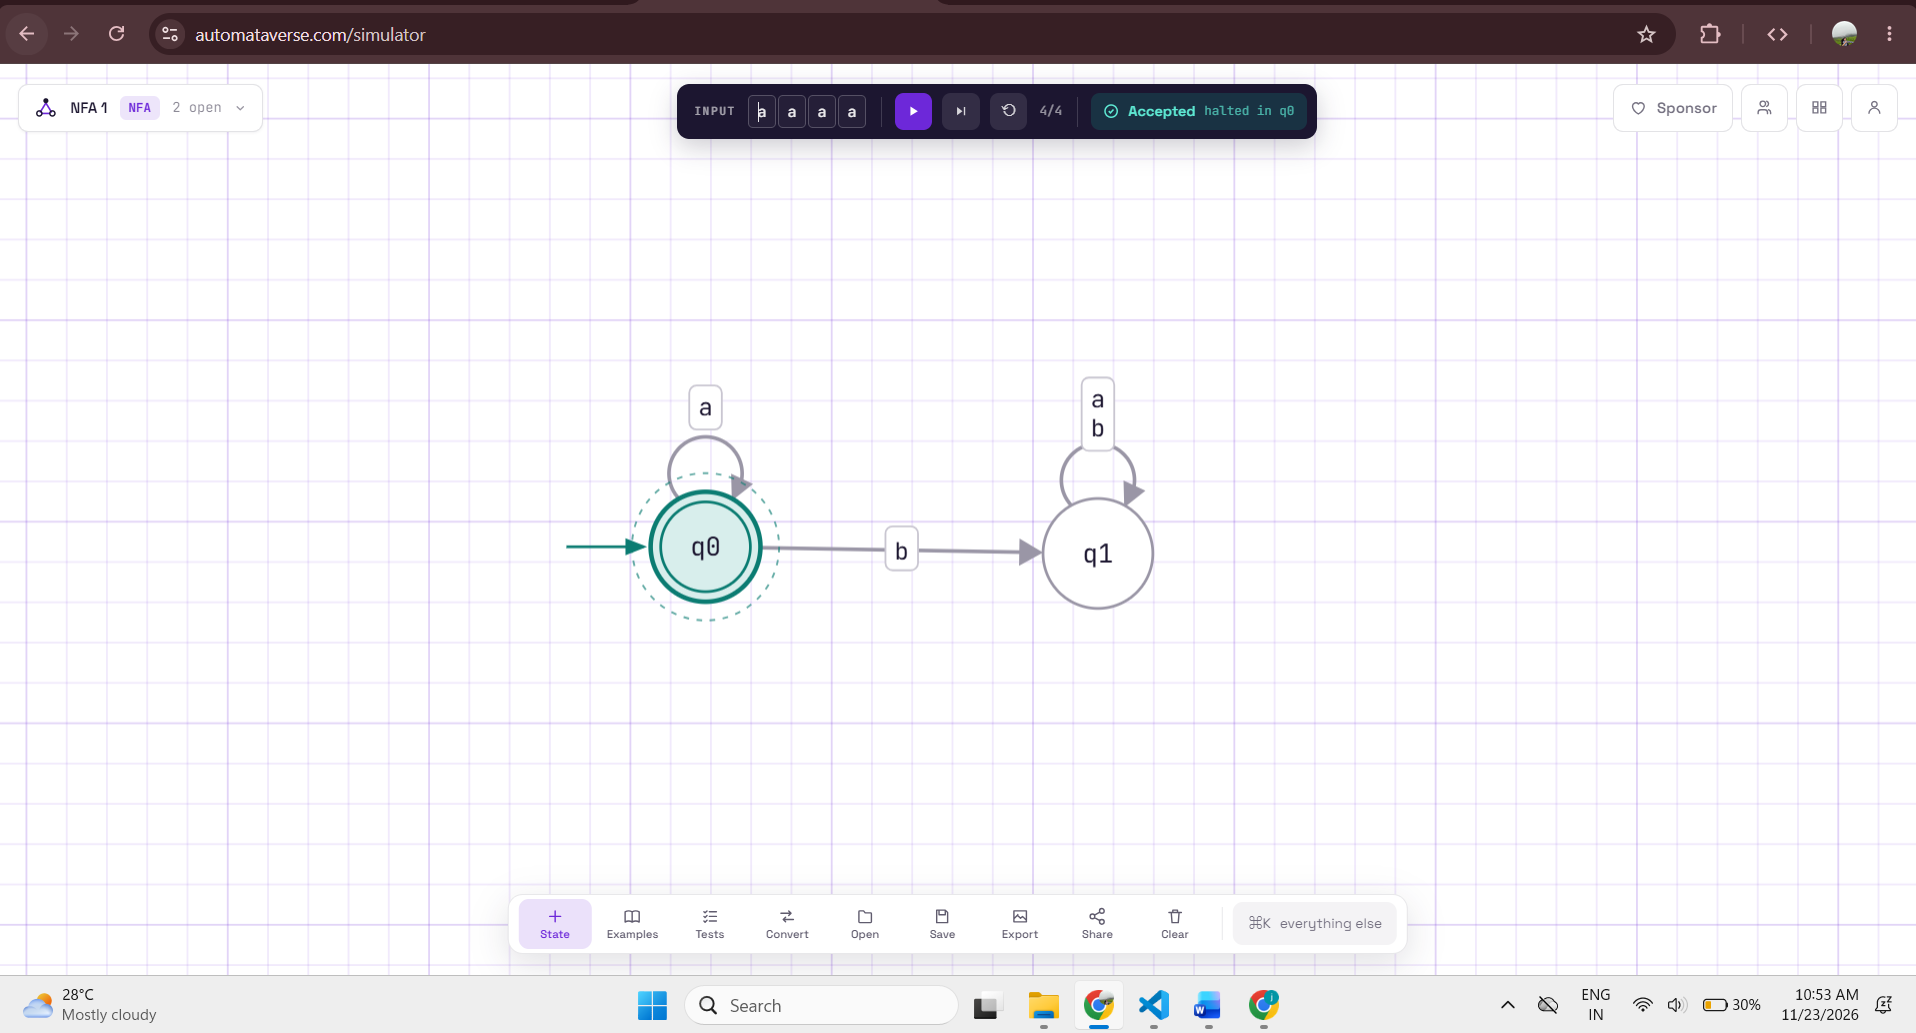 automataverse.com/simulator
NFA 1 NFA 2 open
INPUT a a a a 4/4 Accepted halted in q0
Sponsor
a
a
b
q0
b
q1
State
Examples
Tests
Convert
Open
Save
Export
Share
Clear
⌘K everything else
28°C
Mostly cloudy
Search
ENG
IN
30%
10:53 AM
11/23/2026